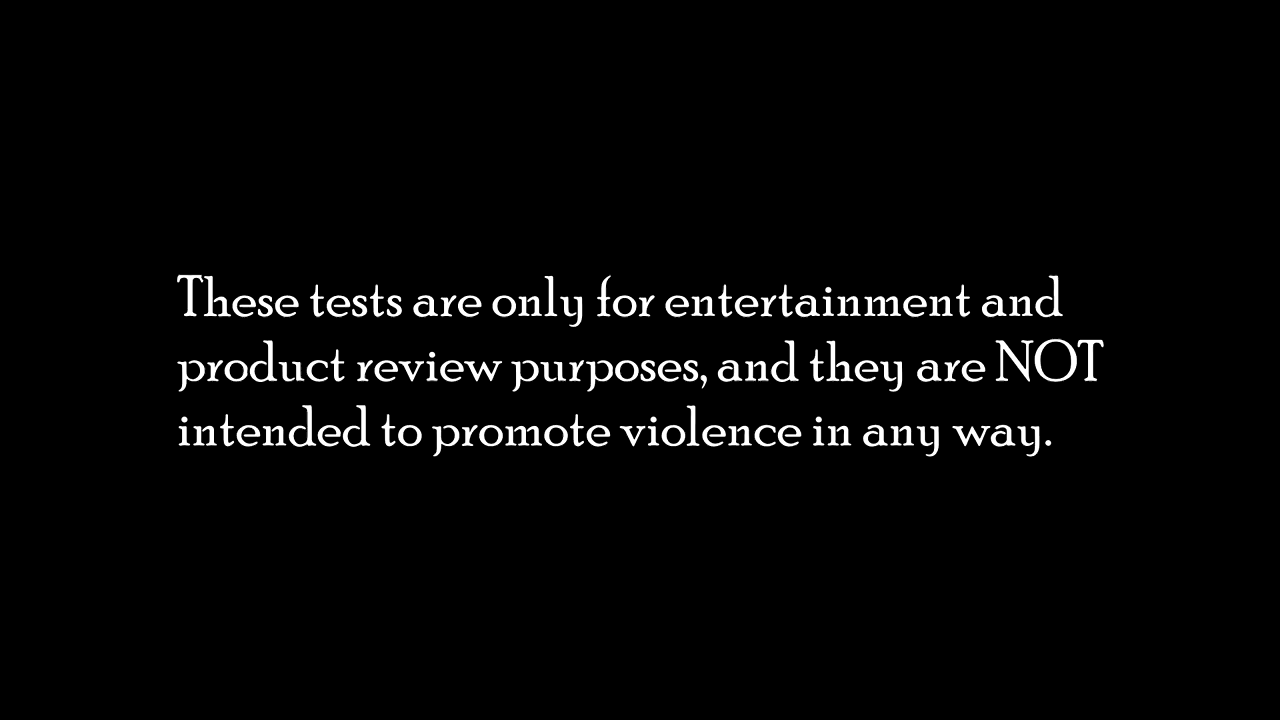 These tests are only for entertainment and
product review purposes, and they are NOT
intended to promote violence in any way.